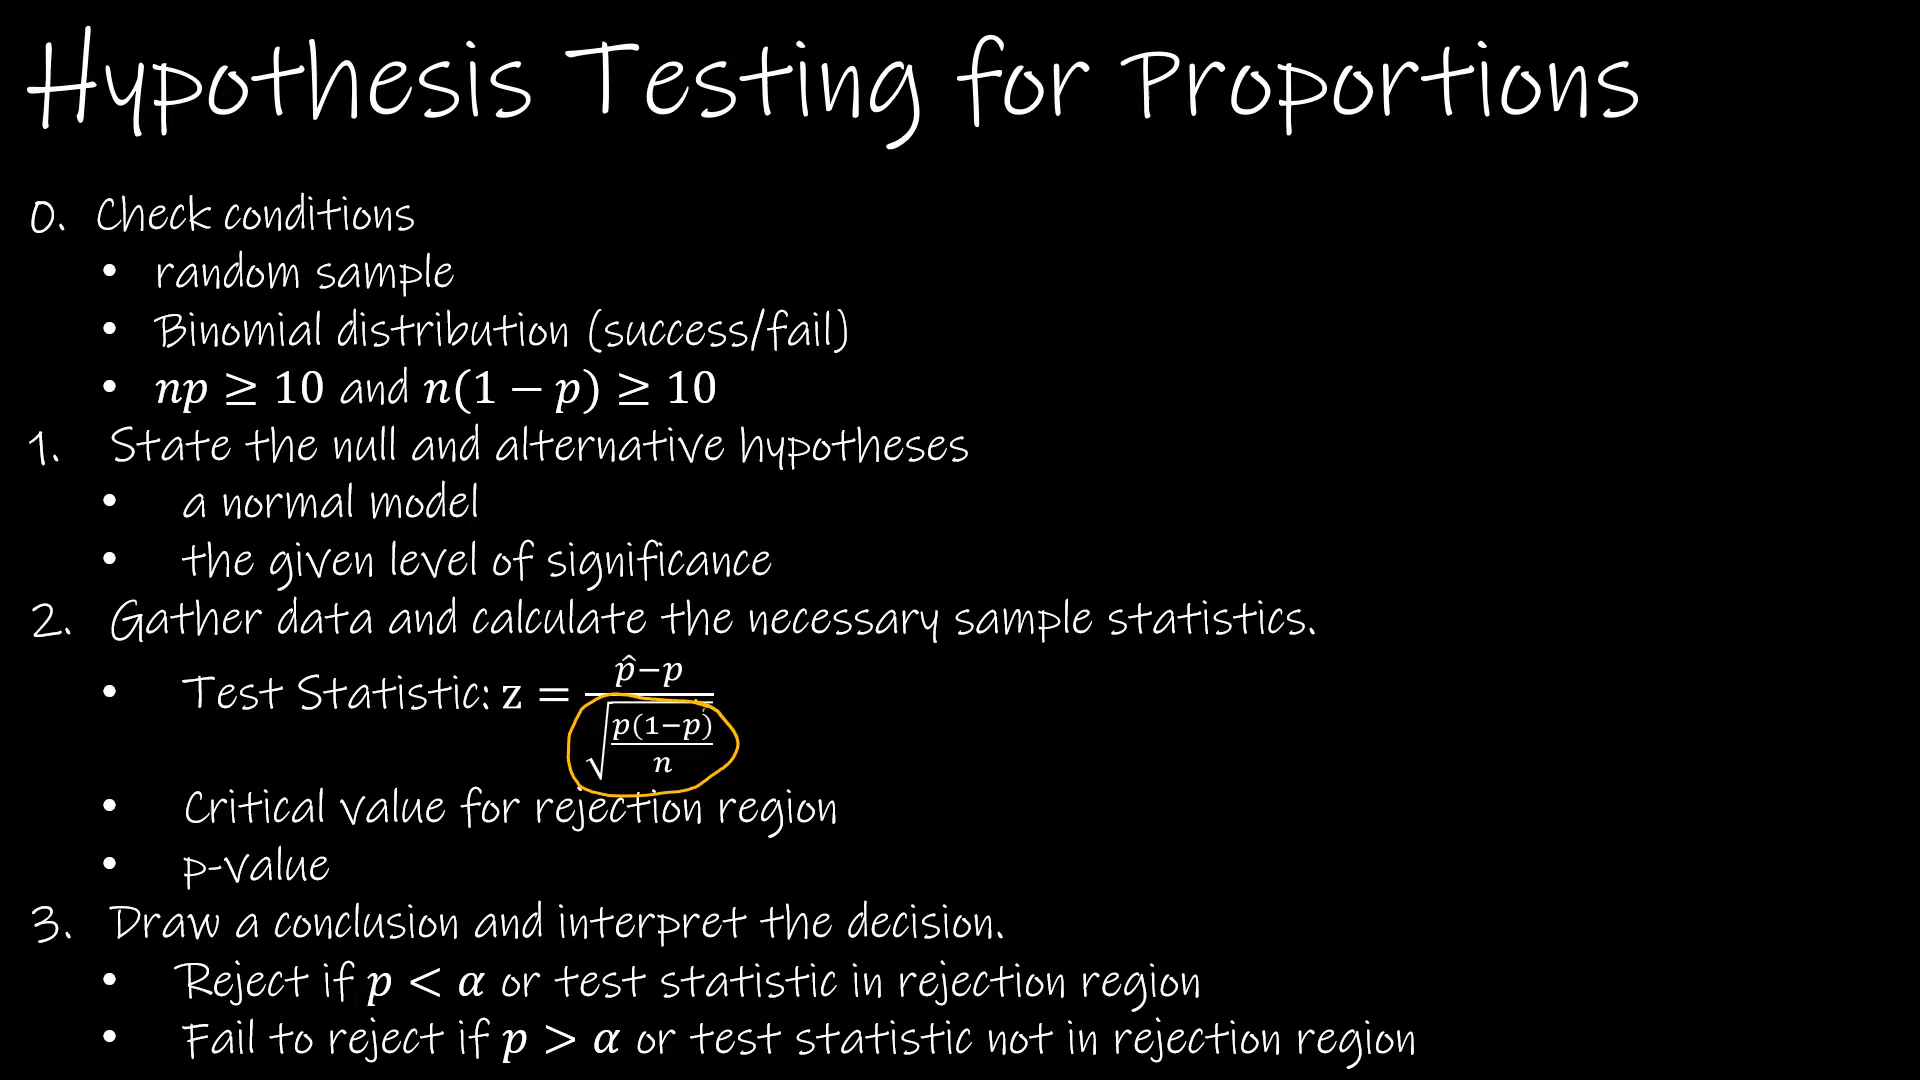 Hypothesis Testing for Proportions
0. Check conditions
• random sample
• Binomial distribution (success/fail)
• np ≥ 10 and n(1 − p) ≥ 10
1. State the null and alternative hypotheses
• a normal model
• the given level of significance
2. Gather data and calculate the necessary sample statistics.
• Test Statistic: z = (p̂−p) / √(p(1−p)/n)
• Critical value for rejection region
• p-value
3. Draw a conclusion and interpret the decision.
• Reject if p < α or test statistic in rejection region
• Fail to reject if p > α or test statistic not in rejection region